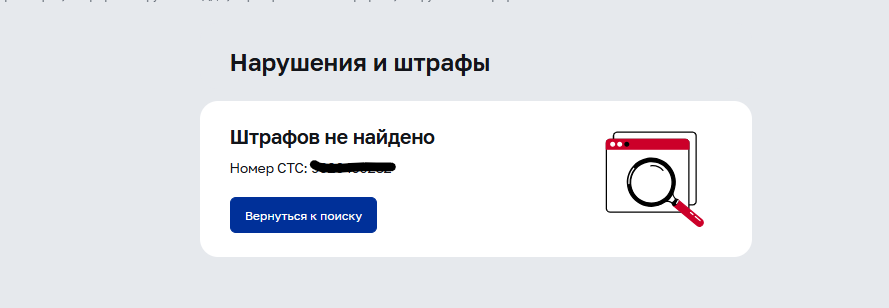 Нарушения и штрафы
Штрафов не найдено
Номер СТС:
Вернуться к поиску